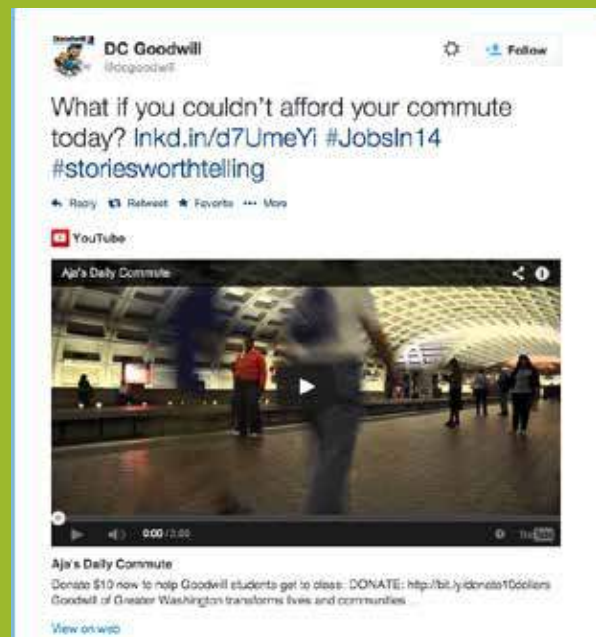 DC Goodwill
@dcgoodwill
Follow
What if you couldn't afford your commute
today? lnkd.in/d7UmeYi #JobsIn14
#storiesworthtelling
Reply Retweet Favorite More
YouTube
Aja's Daily Commute
0:00 /
YouTube
Aja's Daily Commute
Donate $10 now to help Goodwill students get to class: DONATE: http://bit.ly/donate10dollars
Goodwill of Greater Washington transforms lives and communities ...
View on web